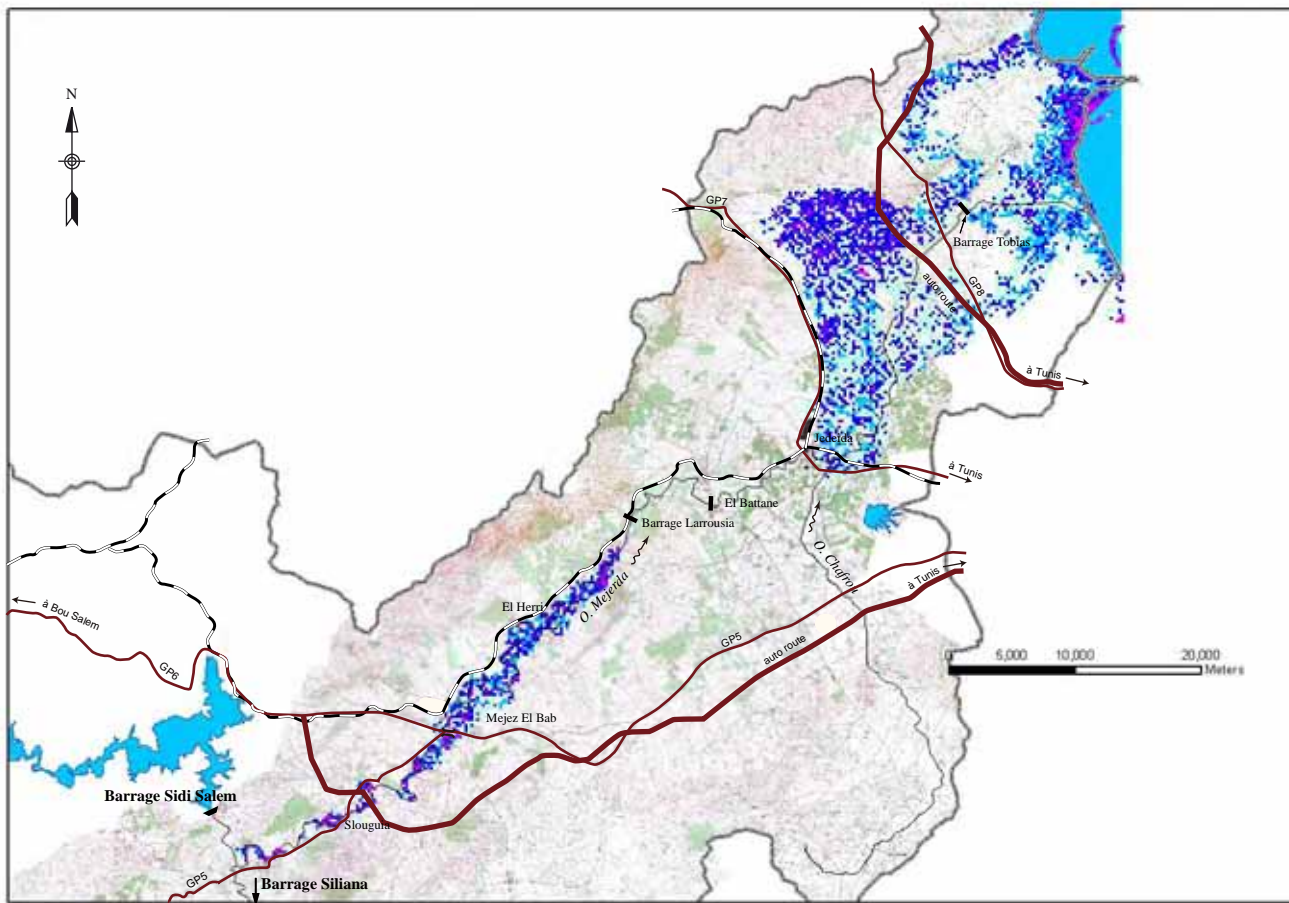 N
GP7
Barrage Tobias
auto route
GP8
à Tunis
Jedeida
à Tunis
El Battane
Barrage Larrousia
O. Mejerda
O. Chafrou
à Tunis
El Herri
à Bou Salem
GP6
GP5
auto route
0 5,000 10,000 20,000
Meters
Mejez El Bab
Barrage Sidi Salem
Slouguia
GP5
Barrage Siliana